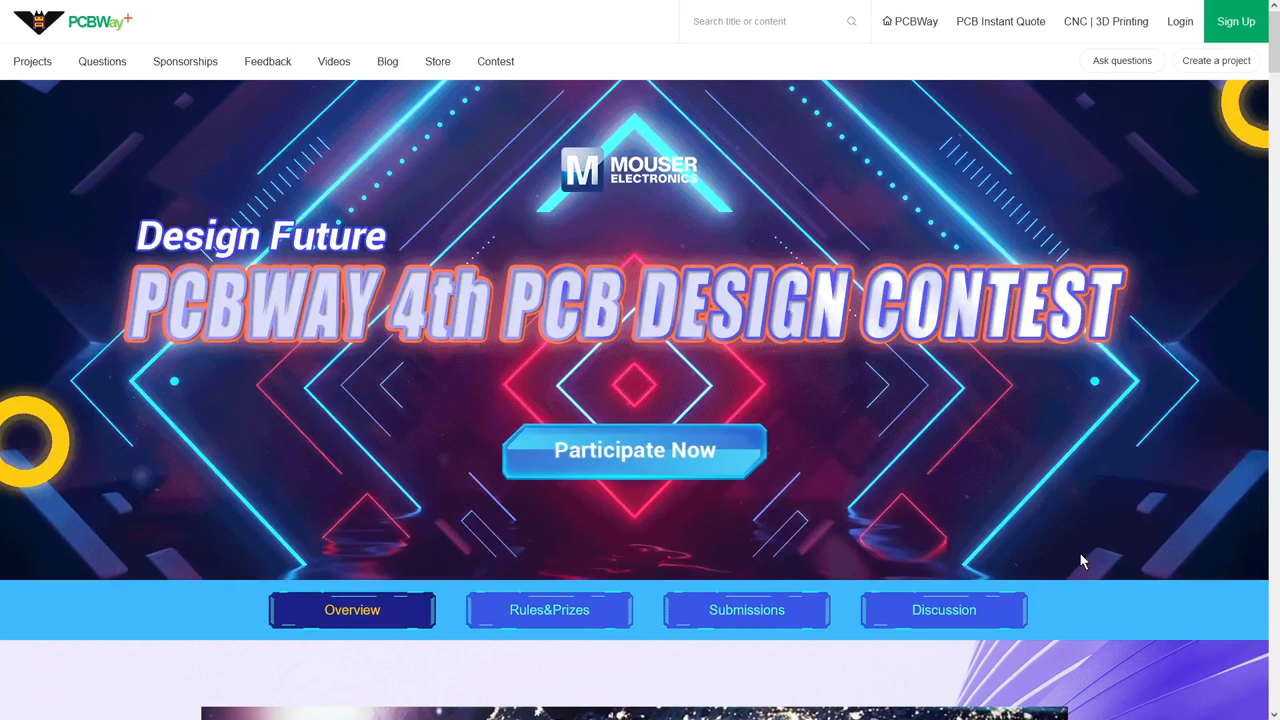 PCBWay+
Search title or content
PCBWay
PCB Instant Quote
CNC | 3D Printing
Login
Sign Up
Projects
Questions
Sponsorships
Feedback
Videos
Blog
Store
Contest
Ask questions
Create a project
M MOUSER
ELECTRONICS
Design Future
PCBWAY 4th PCB DESIGN CONTEST
Participate Now
Overview
Rules&Prizes
Submissions
Discussion